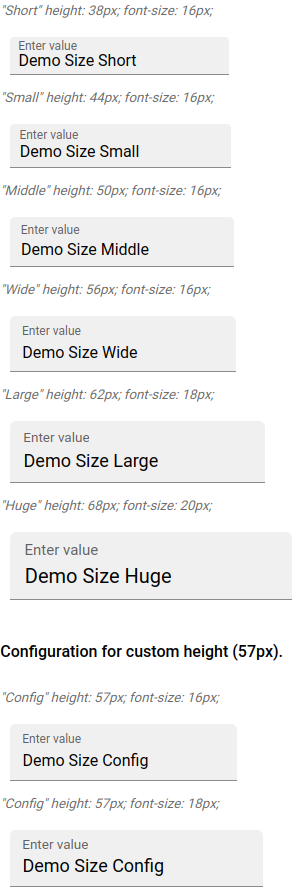 "Short" height: 38px; font-size: 16px;
Enter value
Demo Size Short
"Small" height: 44px; font-size: 16px;
Enter value
Demo Size Small
"Middle" height: 50px; font-size: 16px;
Enter value
Demo Size Middle
"Wide" height: 56px; font-size: 16px;
Enter value
Demo Size Wide
"Large" height: 62px; font-size: 18px;
Enter value
Demo Size Large
"Huge" height: 68px; font-size: 20px;
Enter value
Demo Size Huge
Configuration for custom height (57px).
"Config" height: 57px; font-size: 16px;
Enter value
Demo Size Config
"Config" height: 57px; font-size: 18px;
Enter value
Demo Size Config